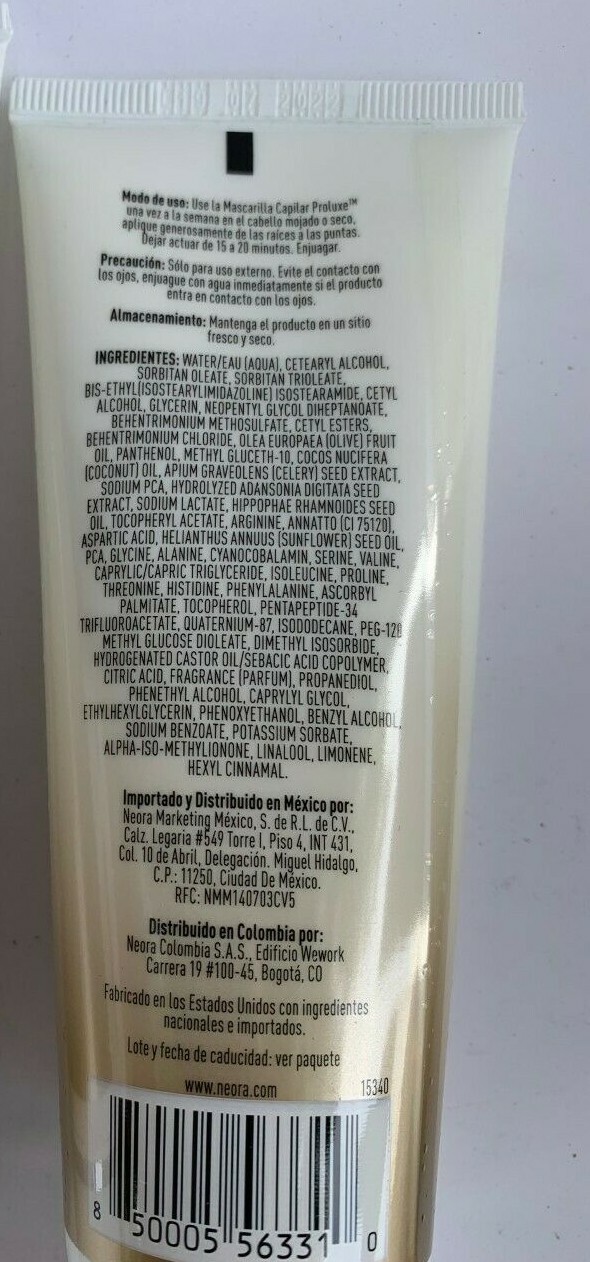 Modo de uso: Use la Mascarilla Capilar Proluxe™
una vez a la semana en el cabello mojado o seco,
aplique generosamente de las raíces a las puntas.
Dejar actuar de 15 a 20 minutos. Enjuagar.
Precaución: Sólo para uso externo. Evite el contacto con
los ojos, enjuague con agua inmediatamente si el producto
entra en contacto con los ojos.
Almacenamiento: Mantenga el producto en un sitio
fresco y seco.
INGREDIENTES: WATER/EAU (AQUA), CETEARYL ALCOHOL,
SORBITAN OLEATE, SORBITAN TRIOLEATE,
BIS-ETHYL(ISOSTEARYLIMIDAZOLINE) ISOSTEARAMIDE, CETYL
ALCOHOL, GLYCERIN, NEOPENTYL GLYCOL DIHEPTANOATE,
BEHENTRIMONIUM METHOSULFATE, CETYL ESTERS,
BEHENTRIMONIUM CHLORIDE, OLEA EUROPAEA (OLIVE) FRUIT
OIL, PANTHENOL, METHYL GLUCETH-10, COCOS NUCIFERA
(COCONUT) OIL, APIUM GRAVEOLENS (CELERY) SEED EXTRACT,
SODIUM PCA, HYDROLYZED ADANSONIA DIGITATA SEED
EXTRACT, SODIUM LACTATE, HIPPOPHAE RHAMNOIDES SEED
OIL, TOCOPHERYL ACETATE, ARGININE, ANNATTO (CI 75120),
ASPARTIC ACID, HELIANTHUS ANNUUS (SUNFLOWER) SEED OIL,
PCA, GLYCINE, ALANINE, CYANOCOBALAMIN, SERINE, VALINE,
CAPRYLIC/CAPRIC TRIGLYCERIDE, ISOLEUCINE, PROLINE,
THREONINE, HISTIDINE, PHENYLALANINE, ASCORBYL
PALMITATE, TOCOPHEROL, PENTAPEPTIDE-34
TRIFLUOROACETATE, QUATERNIUM-87, ISODODECANE, PEG-120
METHYL GLUCOSE DIOLEATE, DIMETHYL ISOSORBIDE,
HYDROGENATED CASTOR OIL/SEBACIC ACID COPOLYMER,
CITRIC ACID, FRAGRANCE (PARFUM), PROPANEDIOL,
PHENETHYL ALCOHOL, CAPRYLYL GLYCOL,
ETHYLHEXYLGLYCERIN, PHENOXYETHANOL, BENZYL ALCOHOL,
SODIUM BENZOATE, POTASSIUM SORBATE,
ALPHA-ISO-METHYLIONONE, LINALOOL, LIMONENE,
HEXYL CINNAMAL.
Importado y Distribuido en México por:
Neora Marketing México, S. de R.L. de C.V.,
Calz. Legaria #549 Torre I, Piso 4, INT 431,
Col. 10 de Abril, Delegación. Miguel Hidalgo,
C.P.: 11250, Ciudad De México.
RFC: NMM140703CV5
Distribuido en Colombia por:
Neora Colombia S.A.S., Edificio Wework
Carrera 19 #100-45, Bogotá, CO
Fabricado en los Estados Unidos con ingredientes
nacionales e importados.
Lote y fecha de caducidad: ver paquete
www.neora.com 15340
8 50005 56331 0